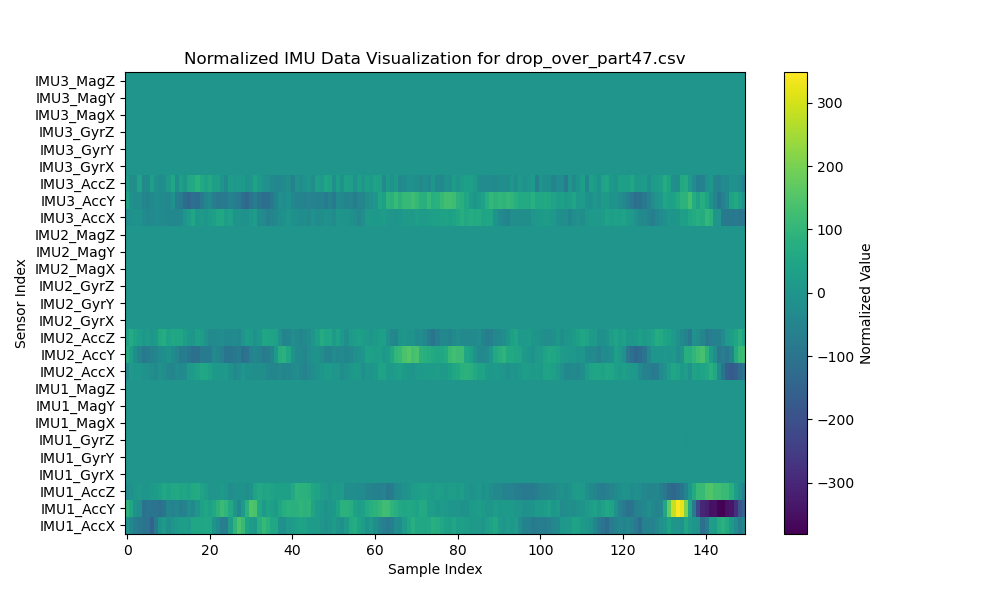 Normalized IMU Data Visualization for drop_over_part47.csv
IMU3_MagZ
IMU3_MagY
IMU3_MagX
IMU3_GyrZ
IMU3_GyrY
IMU3_GyrX
IMU3_AccZ
IMU3_AccY
IMU3_AccX
IMU2_MagZ
IMU2_MagY
IMU2_MagX
IMU2_GyrZ
IMU2_GyrY
IMU2_GyrX
IMU2_AccZ
IMU2_AccY
IMU2_AccX
IMU1_MagZ
IMU1_MagY
IMU1_MagX
IMU1_GyrZ
IMU1_GyrY
IMU1_GyrX
IMU1_AccZ
IMU1_AccY
IMU1_AccX
Sensor Index
0 20 40 60 80 100 120 140
Sample Index
300
200
100
0
−100
−200
−300
Normalized Value